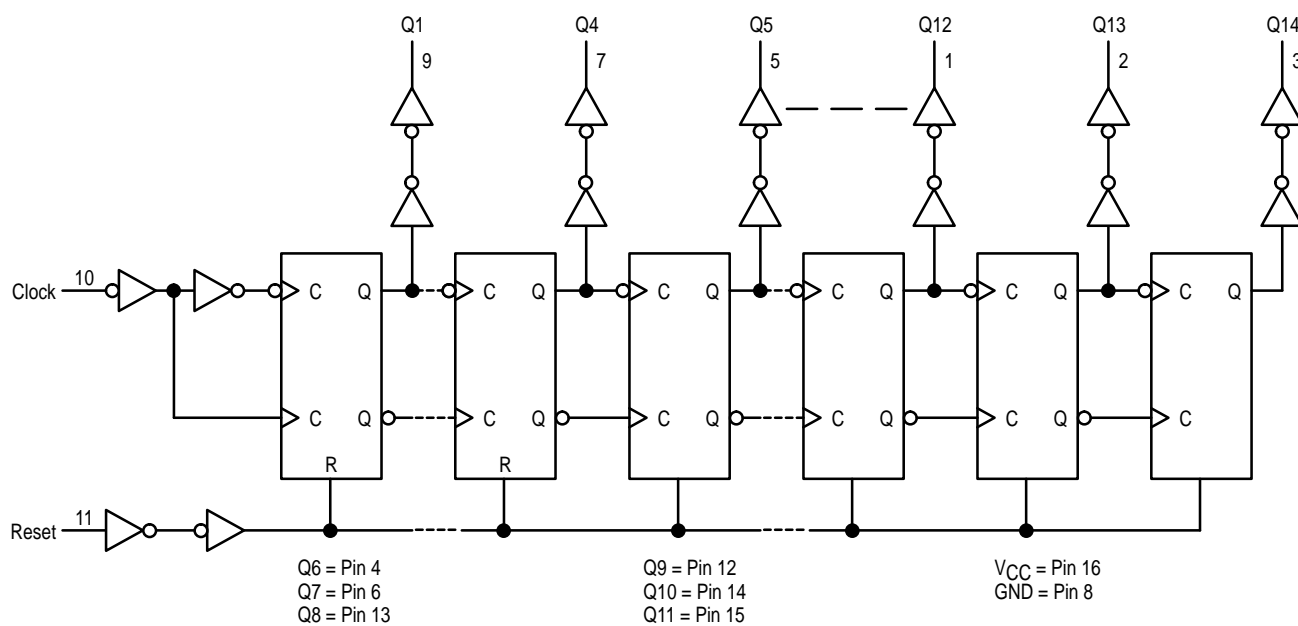 Q1 Q4 Q5 Q12 Q13 Q14
9 7 5 1 2 3
Clock 10 C Q C Q C Q C Q C Q C Q
C Q C Q C Q C Q C Q C
R R
Reset 11
Q6 = Pin 4 Q9 = Pin 12 VCC = Pin 16
Q7 = Pin 6 Q10 = Pin 14 GND = Pin 8
Q8 = Pin 13 Q11 = Pin 15